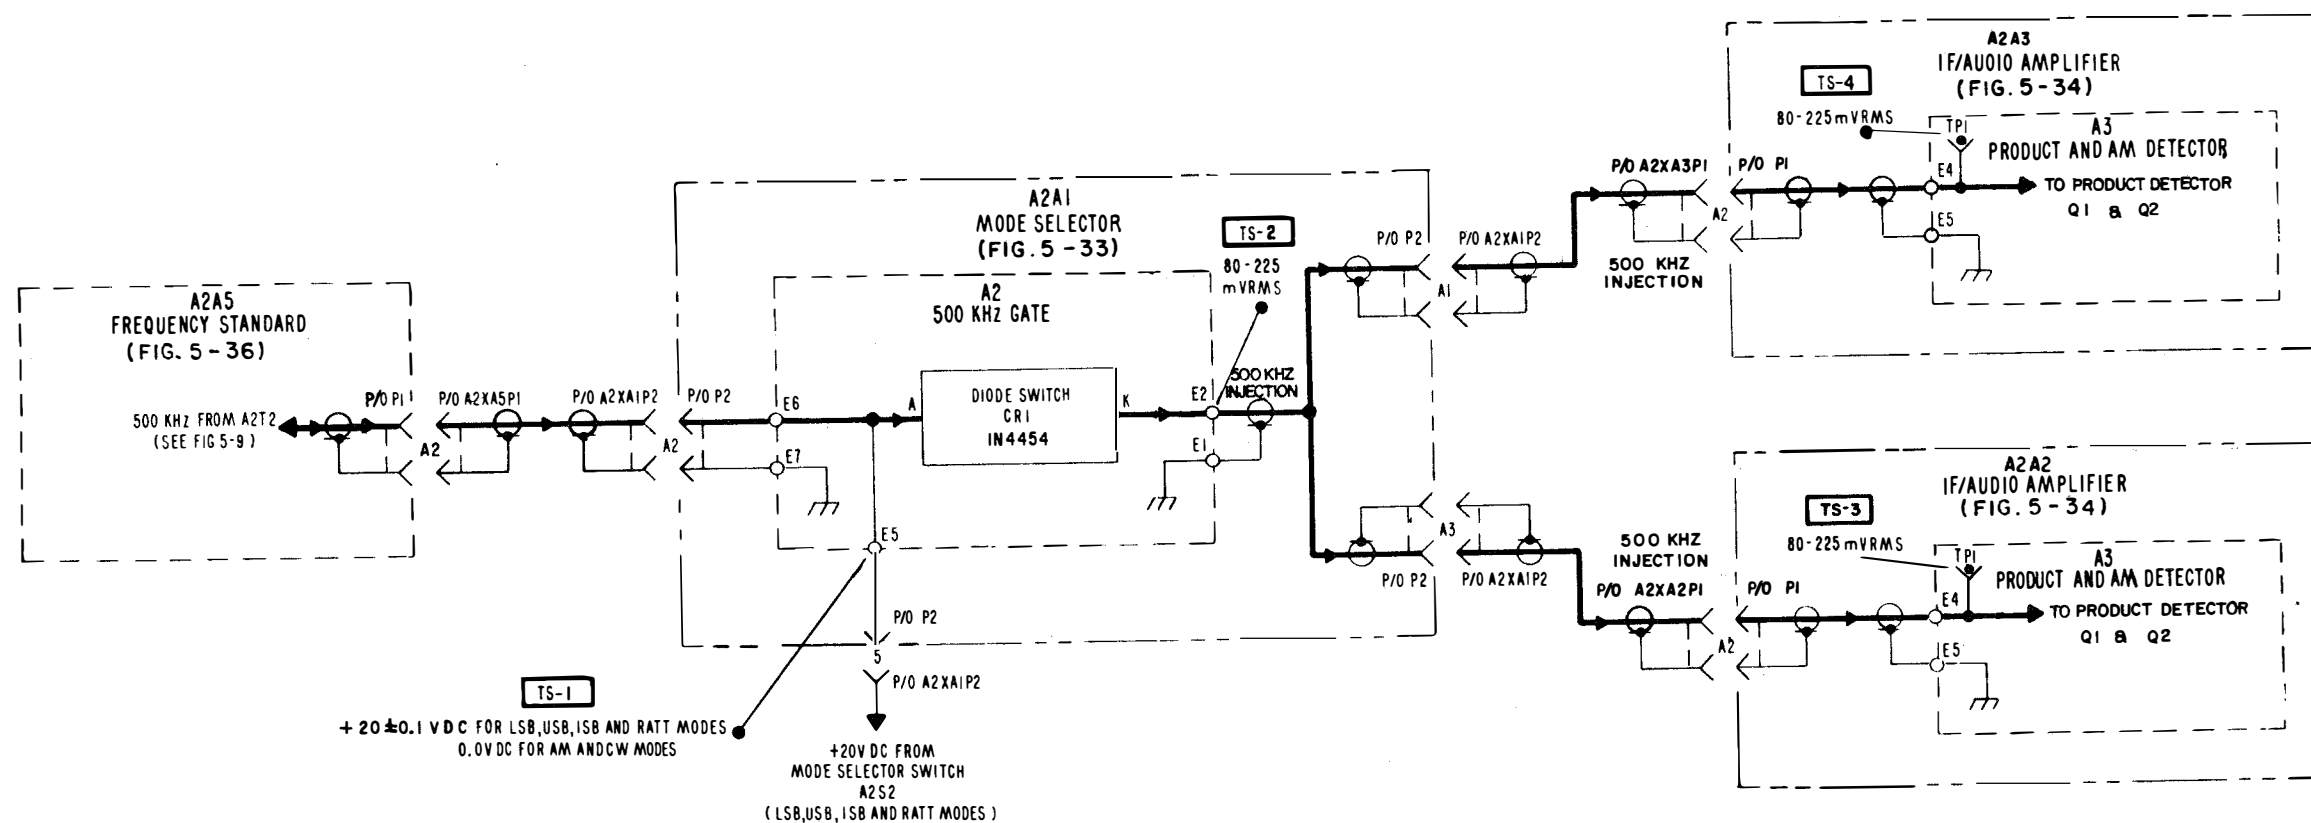 A2A5
FREQUENCY STANDARD
(FIG. 5-36)
500 KHZ FROM A2T2
(SEE FIG 5-9)
P/O P1
A2
P/O A2XA5P1
P/O A2XA1P2
A2
P/O P2
A2A1
MODE SELECTOR
(FIG. 5-33)
A2
500 KHZ GATE
E6
E7
A
DIODE SWITCH
CR1
1N4454
K
E2
E1
E5
TS-2
80-225
mVRMS
500 KHZ
INJECTION
P/O P2
5
P/O A2XA1P2
+20V DC FROM
MODE SELECTOR SWITCH
A2S2
(LSB,USB,ISB AND RATT MODES)
TS-1
+20±0.1 VDC FOR LSB,USB,ISB AND RATT MODES
0.0VDC FOR AM AND CW MODES
P/O P2
A1
P/O A2XA1P2
A3
P/O P2
P/O A2XA1P2
P/O A2XA3P1
A2
500 KHZ
INJECTION
P/O P1
A2A3
IF/AUDIO AMPLIFIER
(FIG. 5-34)
TS-4
80-225mVRMS
TP1
A3
PRODUCT AND AM DETECTOR
E4
TO PRODUCT DETECTOR
Q1 & Q2
E5
500 KHZ
INJECTION
P/O A2XA2P1
A2
P/O P1
A2A2
IF/AUDIO AMPLIFIER
(FIG. 5-34)
TS-3
80-225mVRMS
TP1
A3
PRODUCT AND AM DETECTOR
E4
TO PRODUCT DETECTOR
Q1 & Q2
E5